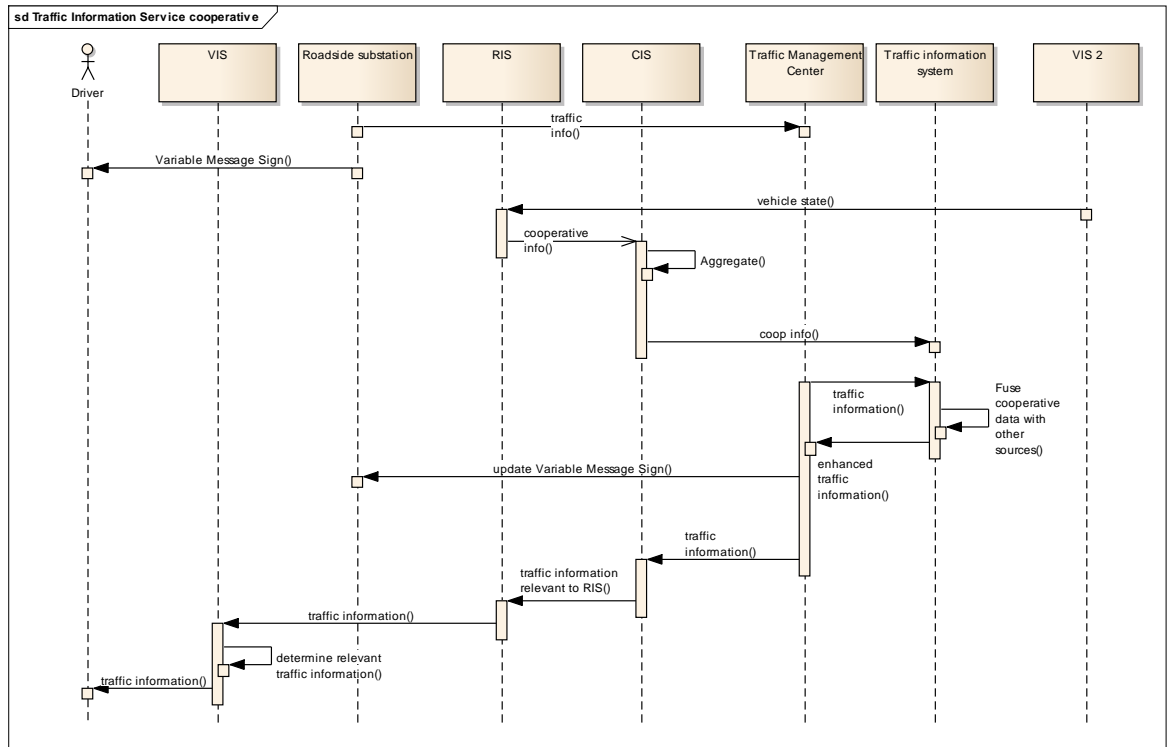 sd Traffic Information Service cooperative
VIS
Roadside substation
RIS
CIS
Traffic Management
Center
Traffic information
system
VIS 2
Driver
traffic
info()
Variable Message Sign()
vehicle state()
cooperative
info()
Aggregate()
coop info()
traffic
information()
Fuse
cooperative
data with
other
sources()
enhanced
traffic
information()
update Variable Message Sign()
traffic
information()
traffic information
relevant to RIS()
traffic information()
determine relevant
traffic information()
traffic information()